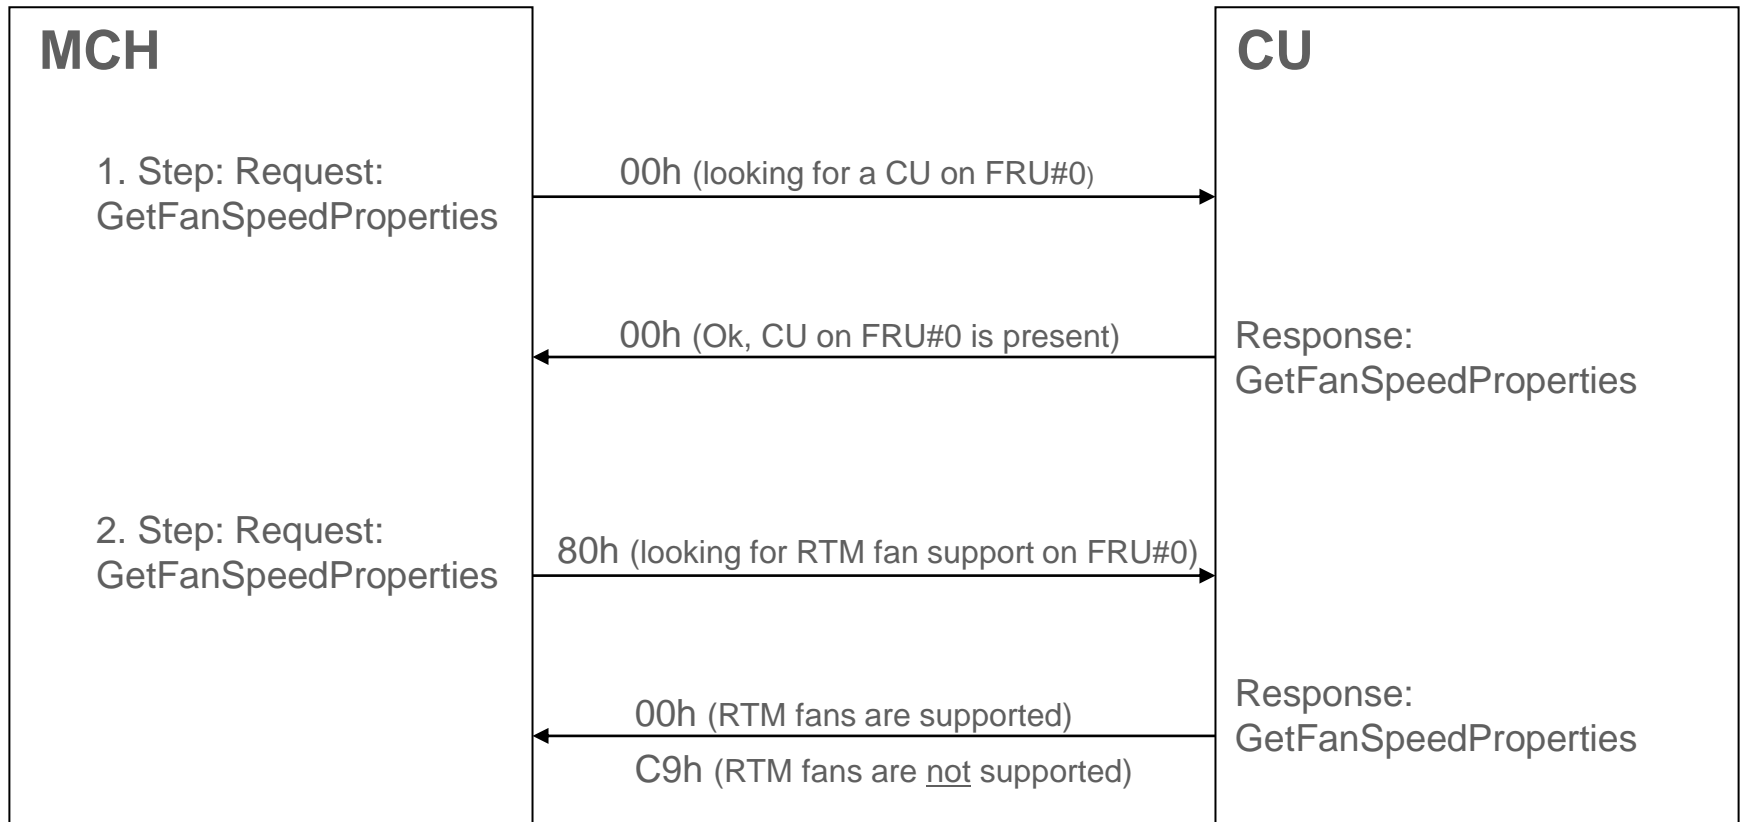 MCH
CU
1. Step: Request:
GetFanSpeedProperties
00h (looking for a CU on FRU#0)
00h (Ok, CU on FRU#0 is present)
Response:
GetFanSpeedProperties
2. Step: Request:
GetFanSpeedProperties
80h (looking for RTM fan support on FRU#0)
00h (RTM fans are supported)
C9h (RTM fans are not supported)
Response:
GetFanSpeedProperties